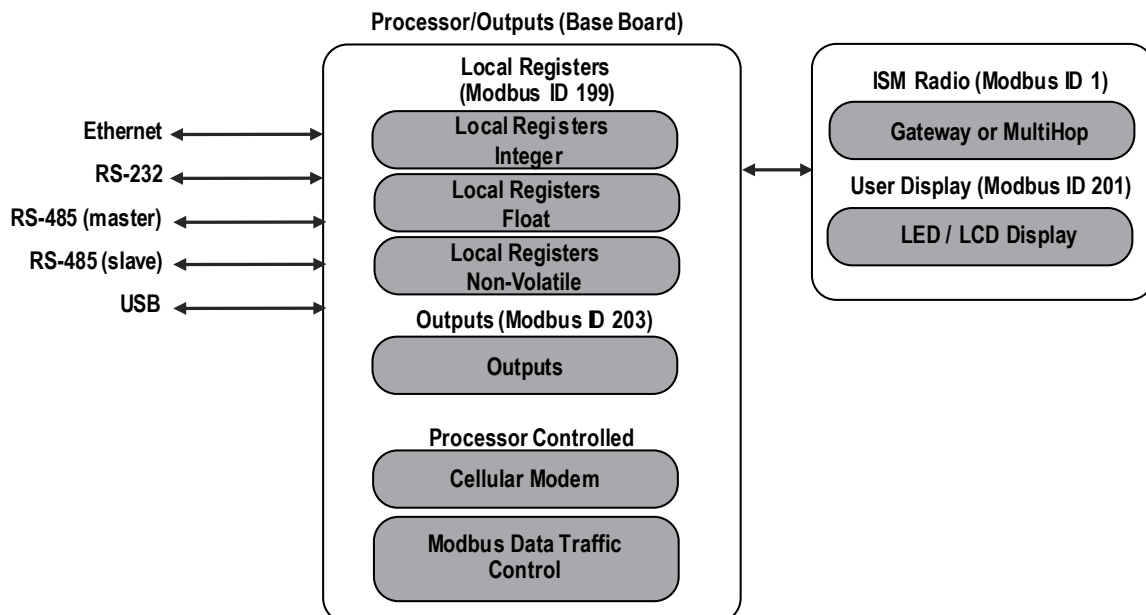 Processor/Outputs (Base Board)
Local Registers
(Modbus ID 199)
Local Registers
Integer
Local Registers
Float
Local Registers
Non-Volatile
Outputs (Modbus ID 203)
Outputs
Processor Controlled
Cellular Modem
Modbus Data Traffic
Control
Ethernet
RS-232
RS-485 (master)
RS-485 (slave)
USB
ISM Radio (Modbus ID 1)
Gateway or MultiHop
User Display (Modbus ID 201)
LED / LCD Display